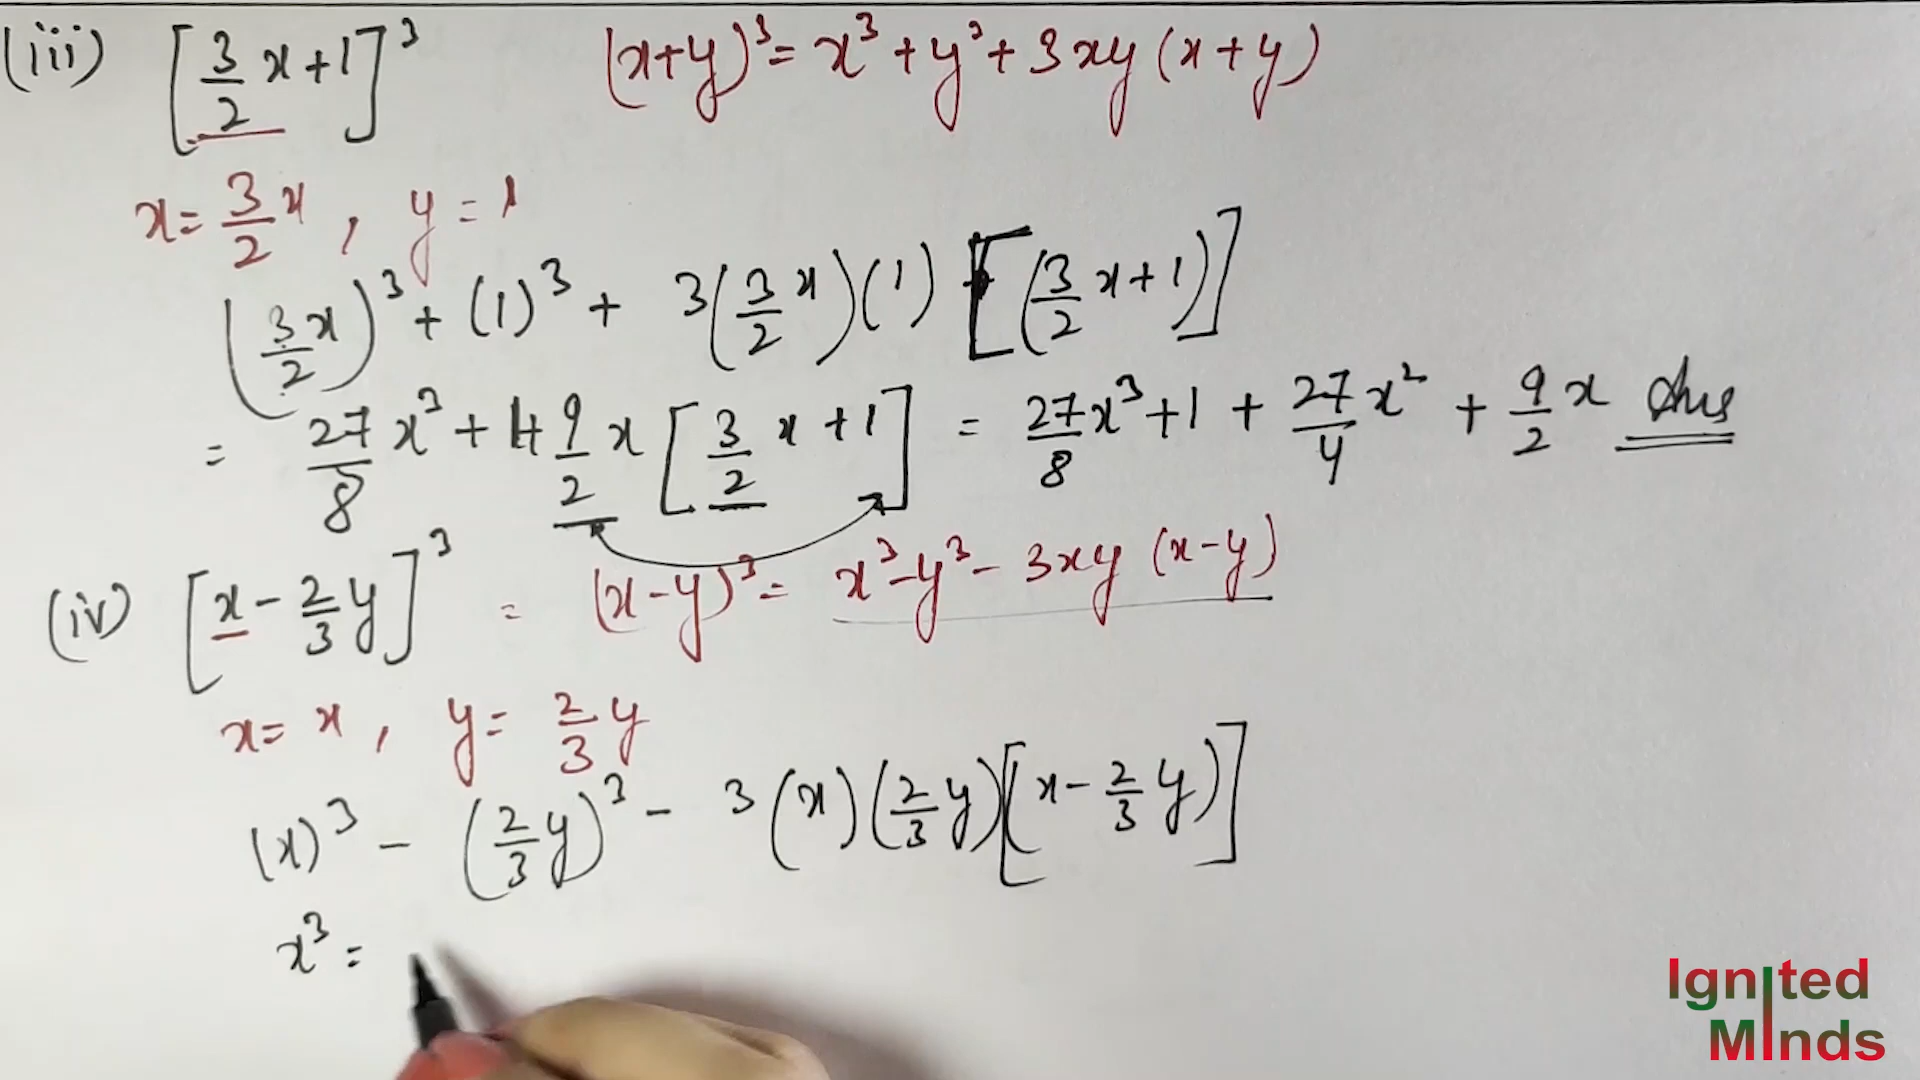 (iii) [3/2 x+1]³ (x+y)³= x³+y³+3xy(x+y)
x= 3/2 x , y=1
(3/2 x)³ + (1)³ + 3(3/2 x)(1) [(3/2 x+1)]
= 27/8 x³ + 1+ 9/2 x [3/2 x+1] = 27/8 x³+1 + 27/4 x² + 9/2 x Ans
(iv) [x - 2/3 y]³ = (x-y)³= x³-y³- 3xy (x-y)
x= x , y= 2/3 y
(x)³ - (2/3 y)³ - 3(x)(2/3 y)[x- 2/3 y)]
x³ =
Ignited
Minds